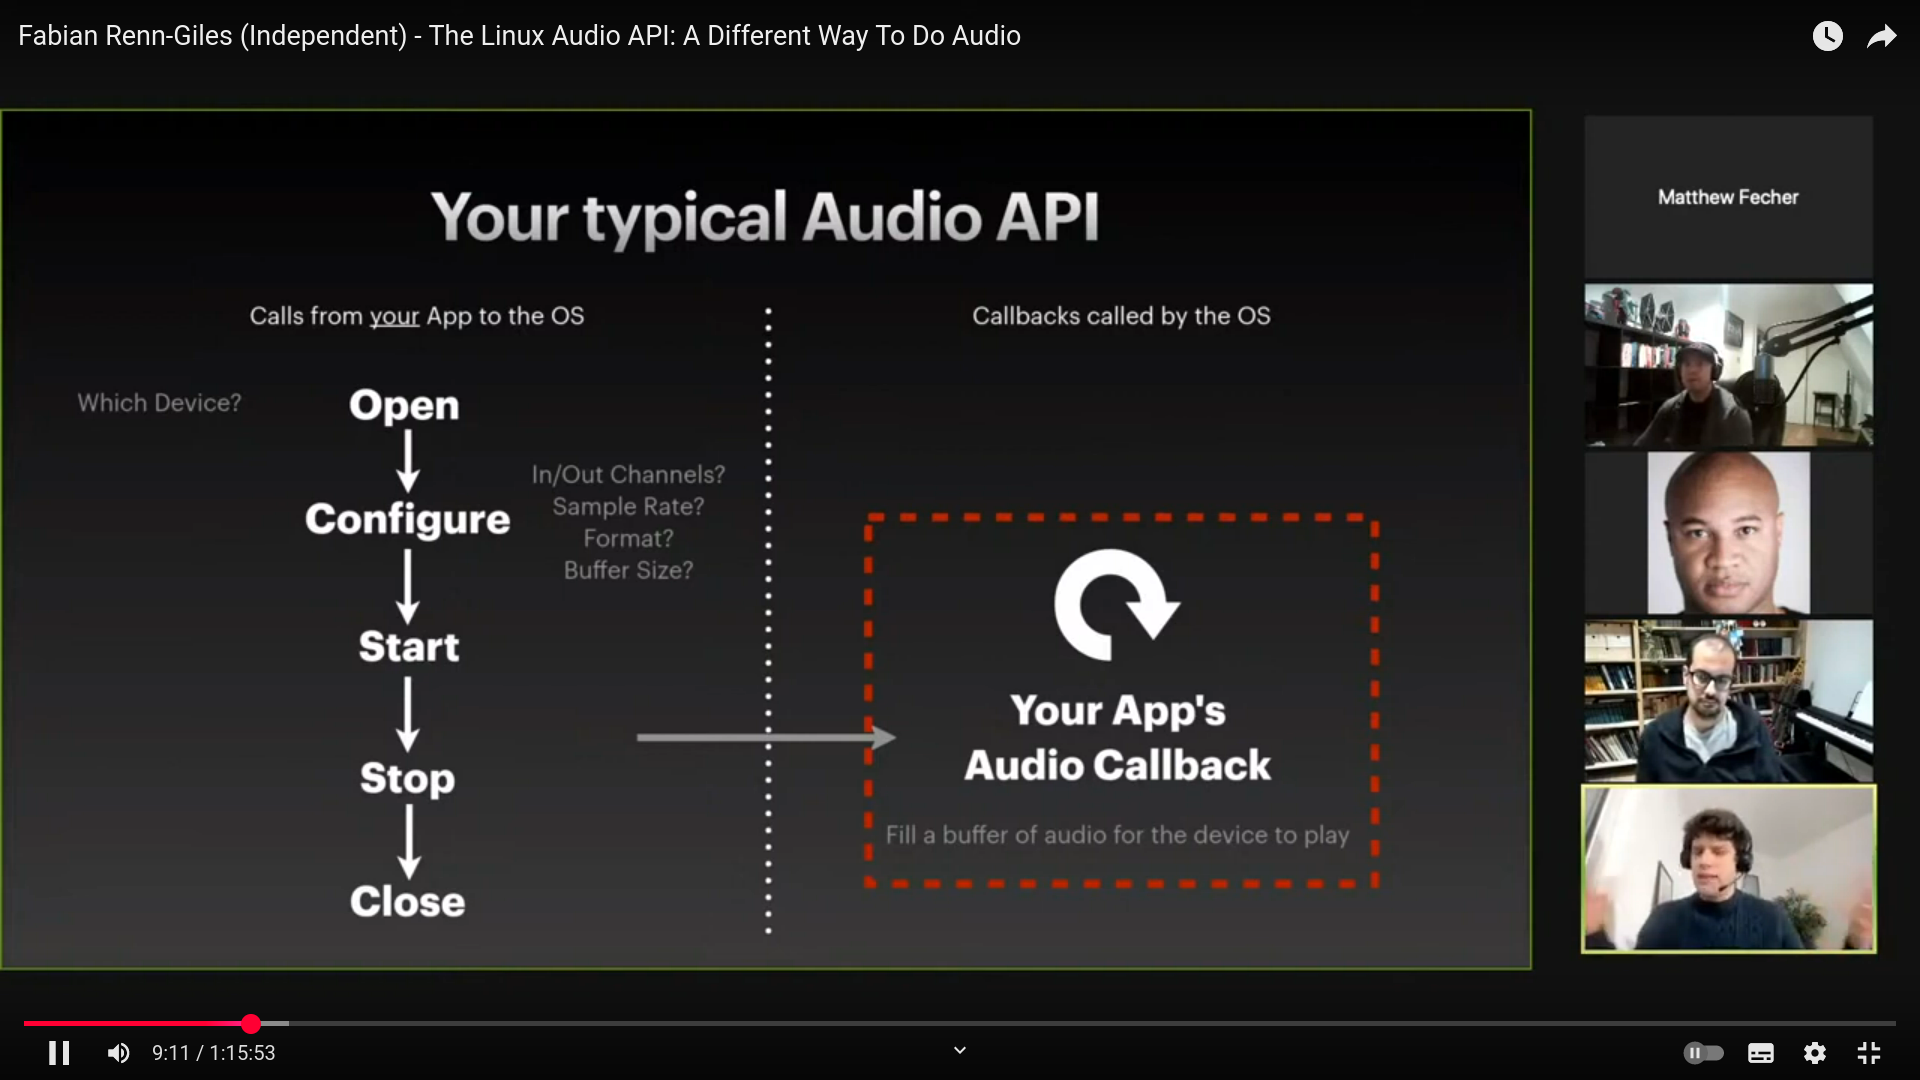 Fabian Renn-Giles (Independent) - The Linux Audio API: A Different Way To Do Audio
Your typical Audio API
Calls from your App to the OS
Callbacks called by the OS
Which Device?
Open
Configure
In/Out Channels?
Sample Rate?
Format?
Buffer Size?
Start
Stop
Close
Your App's
Audio Callback
Fill a buffer of audio for the device to play
Matthew Fecher
9:11 / 1:15:53